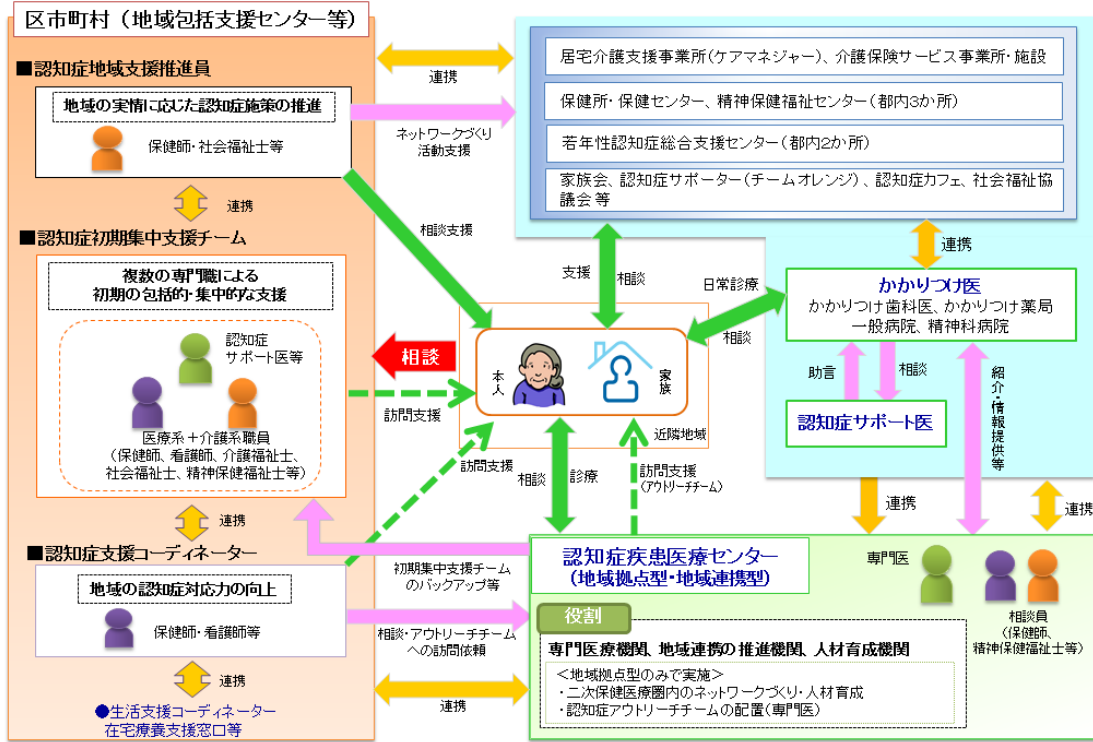 区市町村（地域包括支援センター等）
■認知症地域支援推進員
地域の実情に応じた認知症施策の推進
保健師・社会福祉士等
連携
■認知症初期集中支援チーム
複数の専門職による
初期の包括的・集中的な支援
認知症
サポート医等
医療系＋介護系職員
（保健師、看護師、介護福祉士、
社会福祉士、精神保健福祉士等）
連携
■認知症支援コーディネーター
地域の認知症対応力の向上
保健師・看護師等
連携
●生活支援コーディネーター
在宅療養支援窓口等
連携
ネットワークづくり
活動支援
相談支援
居宅介護支援事業所(ケアマネジャー)、介護保険サービス事業所・施設
保健所・保健センター、精神保健福祉センター（都内3か所）
若年性認知症総合支援センター（都内2か所）
家族会、認知症サポーター（チームオレンジ）、認知症カフェ、社会福祉協
議会等
支援
相談
日常診療
相談
連携
かかりつけ医
かかりつけ歯科医、かかりつけ薬局
一般病院、精神科病院
助言
相談
紹介・情報提供等
認知症サポート医
相談
本人
家族
近隣地域
訪問支援
訪問支援
相談
診療
訪問支援
（アウトリーチチーム）
連携
連携
初期集中支援チーム
のバックアップ等
相談・アウトリーチチーム
への訪問依頼
連携
認知症疾患医療センター
（地域拠点型・地域連携型）
専門医
相談員
（保健師、
精神保健福祉士等）
役割
専門医療機関、地域連携の推進機関、人材育成機関
＜地域拠点型のみで実施＞
・二次保健医療圏内のネットワークづくり・人材育成
・認知症アウトリーチチームの配置(専門医)